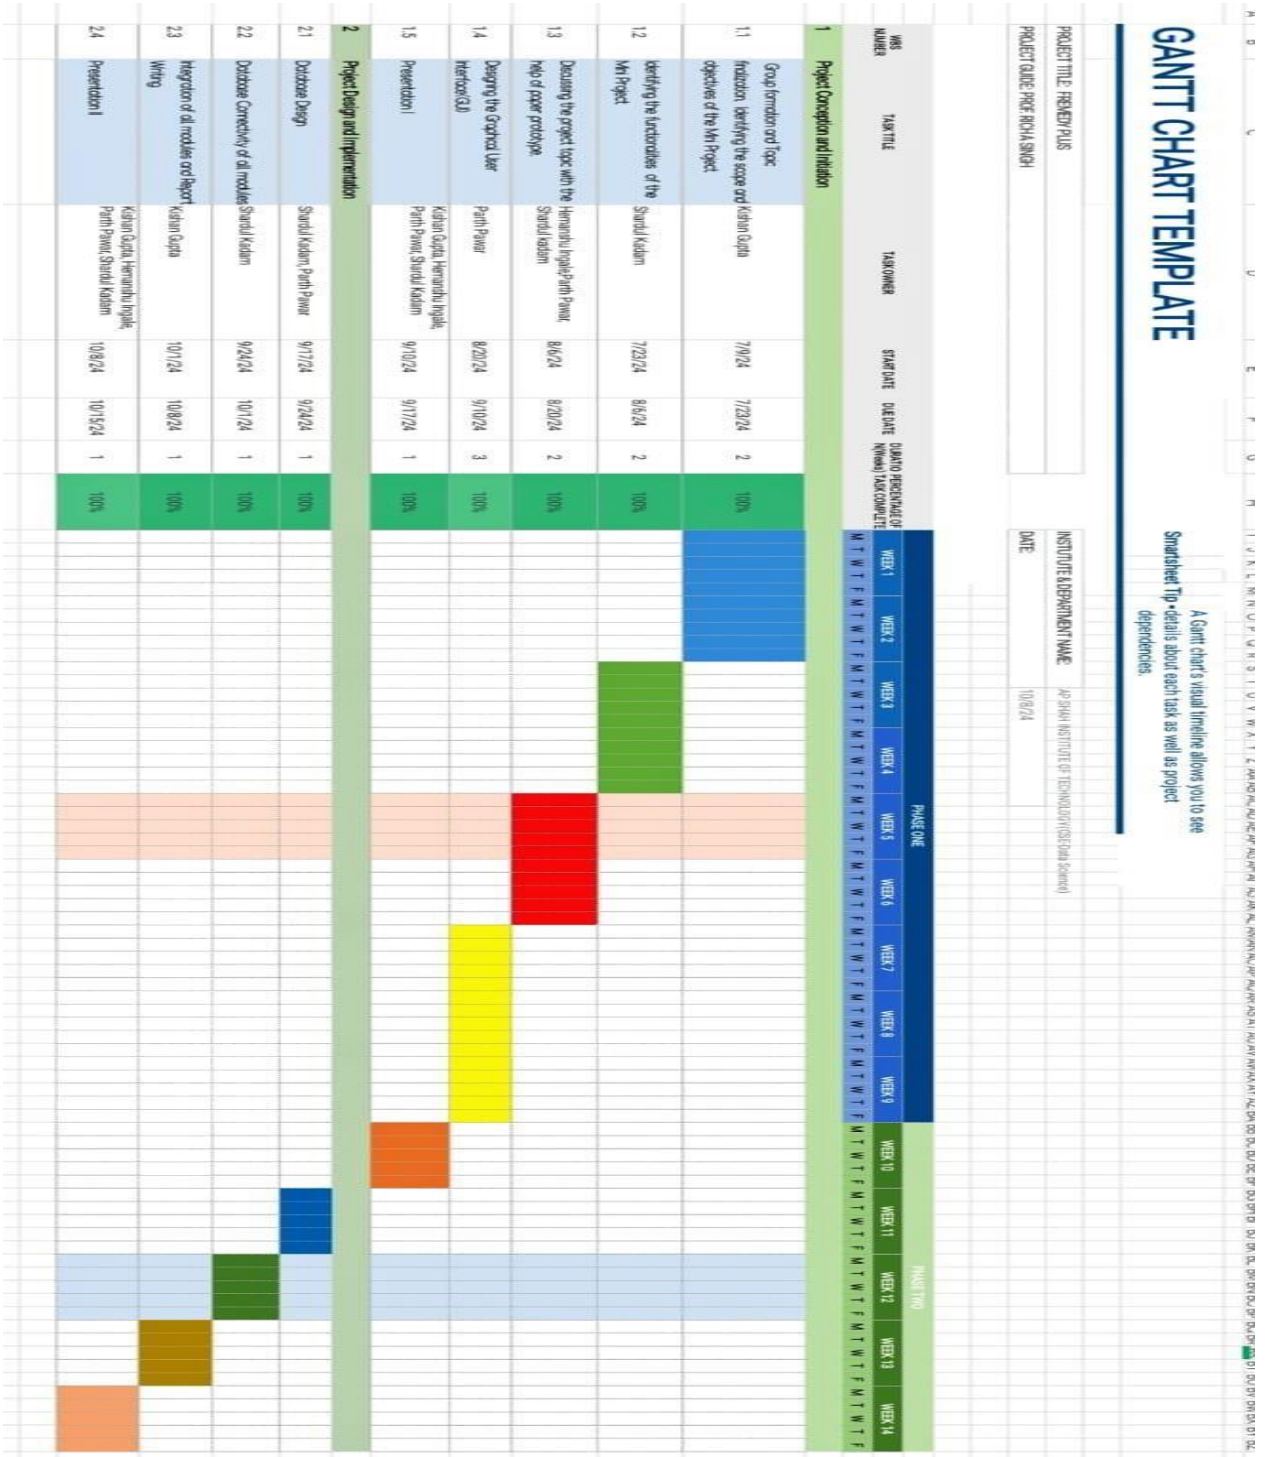 GANTT CHART TEMPLATE
A Gantt chart's visual timeline allows you to see
Smartsheet Tip • details about each task as well as project
dependencies.
PROJECT TITLE: FREMEDY PLUS
INSTUTUTE & DEPARTMENT NAME: AP SHAH INSTITUTE OF TECHNOLOGY(CSE-Data Science)
PROJECT GUIDE: PROF. RICHA SINGH
DATE: 10/8/24
PHASE ONE PHASE TWO
WBS NUMBER
TASK TITLE
TASK OWNER
START DATE
DUE DATE
DURATIO N(Weeks)
PERCENTAGE OF TASK COMPLETE
WEEK 1 WEEK 2 WEEK 3 WEEK 4 WEEK 5 WEEK 6 WEEK 7 WEEK 8 WEEK 9 WEEK 10 WEEK 11 WEEK 12 WEEK 13 WEEK 14
M T W T F M T W T F M T W T F M T W T F M T W T F M T W T F M T W T F M T W T F M T W T F M T W T F M T W T F M T W T F M T W T F M T W T F
1 Project Conception and Initiation
1.1
Group formation and Topic
finalization. Identifying the scope and
objectives of the Mini Project.
Kishan Gupta 7/9/24 7/23/24 2 100%
1.2
Identifying the functionalities of the
Mini Project.
Shardul Kadam 7/23/24 8/6/24 2 100%
1.3
Discussing the project topic with the
help of paper prototype.
Hemanshu Ingale,Parth Pawar,
Shardul kadam
8/6/24 8/20/24 2 100%
1.4
Designing the Graphical User
Interface(GUI)
Parth Pawar 8/20/24 9/10/24 3 100%
1.5 Presentation I
Kishan Gupta, Hemanshu Ingale,
Parth Pawar, Shardul Kadam
9/10/24 9/17/24 1 100%
2 Project Design and Implementation
2.1 Database Design Shardul Kadam, Parth Pawar 9/17/24 9/24/24 1 100%
2.2 Database Connectivity of all modules Shardul Kadam 9/24/24 10/1/24 1 100%
2.3
Integration of all modules and Report
Writing
Kishan Gupta 10/1/24 10/8/24 1 100%
2.4 Presentation II
Kishan Gupta, Hemanshu Ingale,
Parth Pawar, Shardul Kadam
10/8/24 10/15/24 1 100%